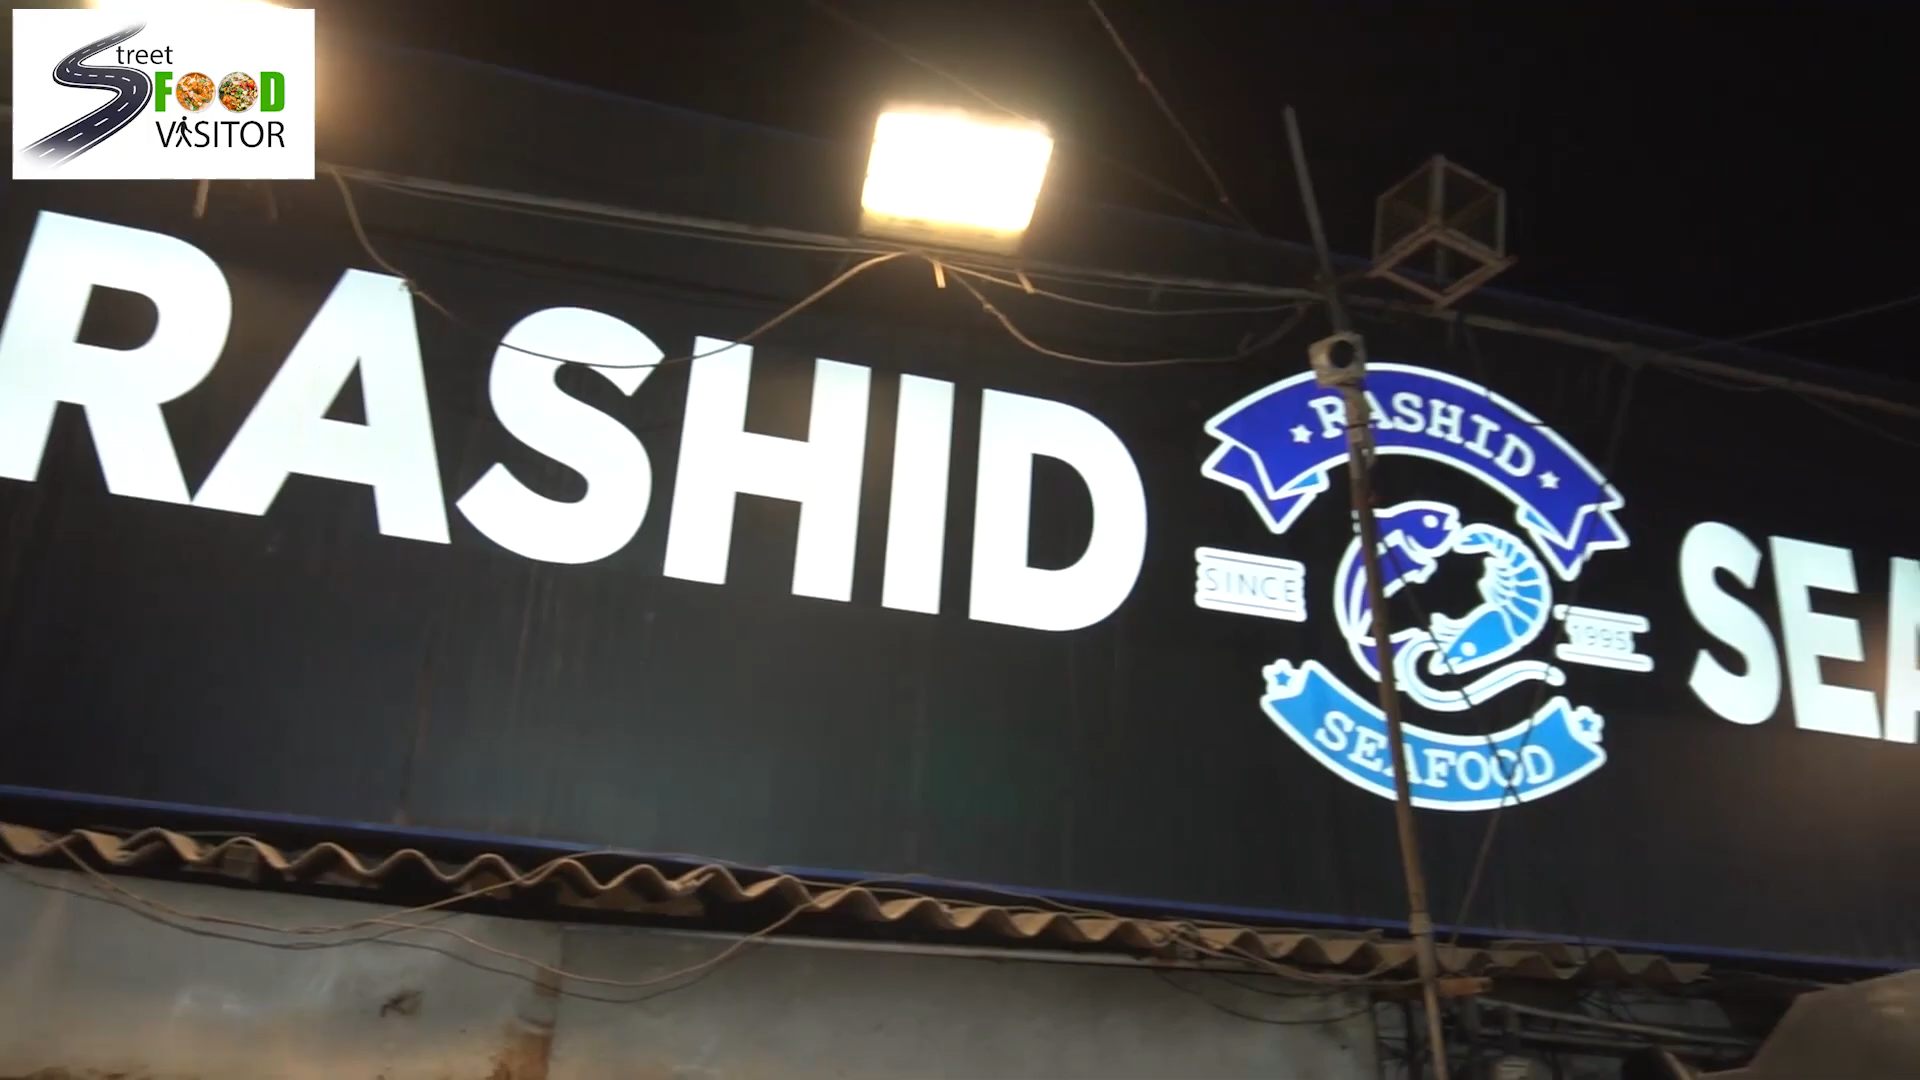 Street
FOOD
VISITOR
RASHID
RASHID
SINCE
1995
SEAFOOD
SEA